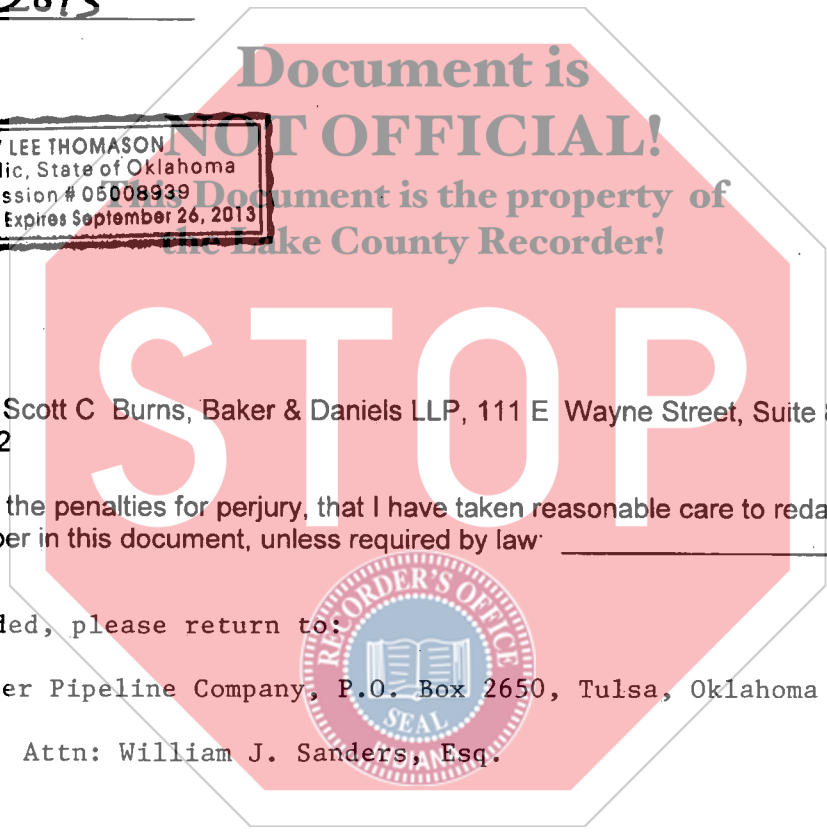 2013
Document is
NOT OFFICIAL!
This Document is the property of
the Lake County Recorder!
LEE THOMASON
lic, State of Oklahoma
ssion # 05008939
Expires September 26, 2013
STOP
Scott C Burns, Baker & Daniels LLP, 111 E Wayne Street, Suite
2
the penalties for perjury, that I have taken reasonable care to reda
er in this document, unless required by law
RECORDER'S OFFICE
SEAL
INDIANA
ded, please return to:
er Pipeline Company, P.O. Box 2650, Tulsa, Oklahoma
Attn: William J. Sanders, Esq.